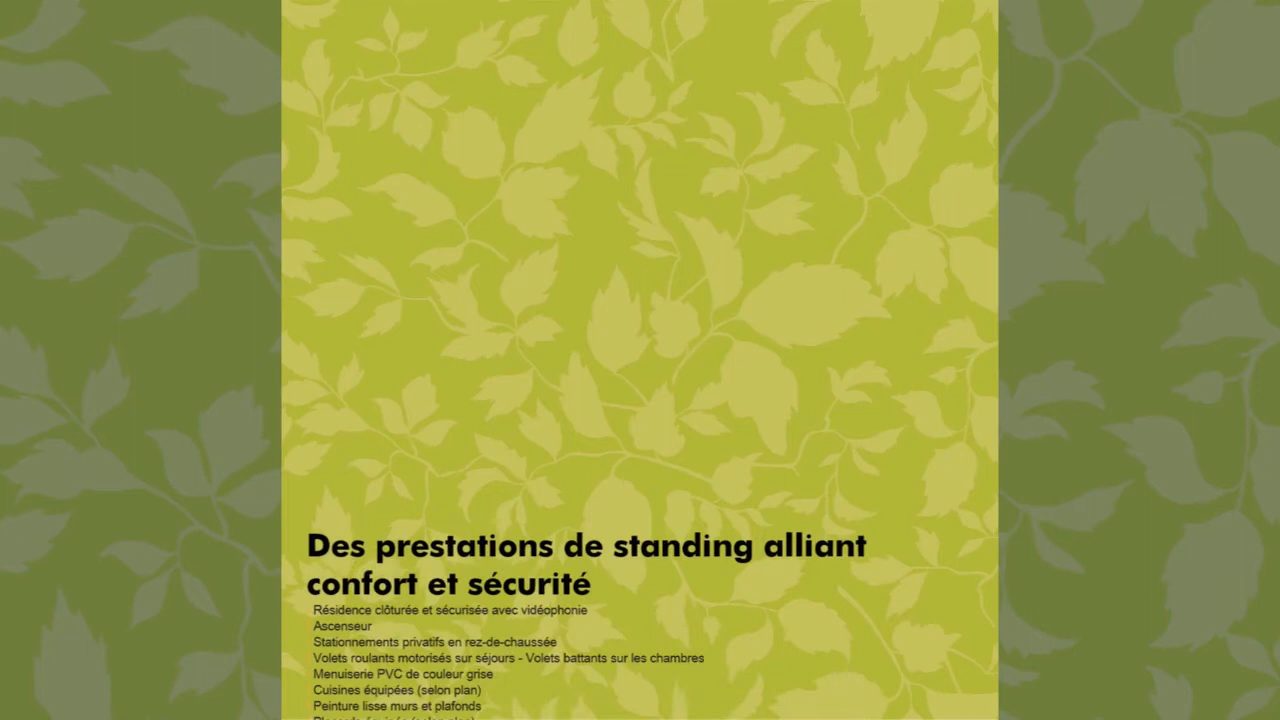 Des prestations de standing alliant
confort et sécurité
Résidence clôturée et sécurisée avec vidéophonie
Ascenseur
Stationnements privatifs en rez-de-chaussée
Volets roulants motorisés sur séjours - Volets battants sur les chambres
Menuiserie PVC de couleur grise
Cuisines équipées (selon plan)
Peinture lisse murs et plafonds